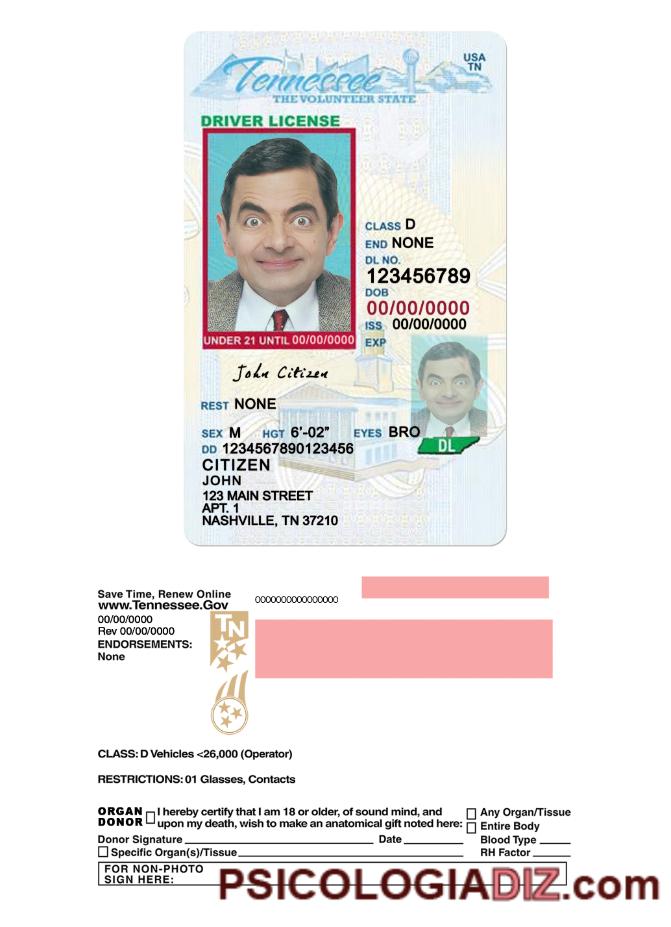 Tennessee
THE VOLUNTEER STATE
USA
TN
DRIVER LICENSE
CLASS D
END NONE
DL NO.
123456789
DOB
00/00/0000
ISS 00/00/0000
EXP
UNDER 21 UNTIL 00/00/0000
John Citizen
REST NONE
SEX M HGT 6'-02" EYES BRO
DL
DD 1234567890123456
CITIZEN
JOHN
123 MAIN STREET
APT. 1
NASHVILLE, TN 37210
Save Time, Renew Online
www.Tennessee.Gov
0000000000000000
00/00/0000
Rev 00/00/0000
ENDORSEMENTS:
None
TN
CLASS: D Vehicles <26,000 (Operator)
RESTRICTIONS: 01 Glasses, Contacts
ORGAN DONOR
I hereby certify that I am 18 or older, of sound mind, and
upon my death, wish to make an anatomical gift noted here:
Any Organ/Tissue
Entire Body
Donor Signature Date Blood Type
Specific Organ(s)/Tissue RH Factor
FOR NON-PHOTO
SIGN HERE:
PSICOLOGIADIZ.com